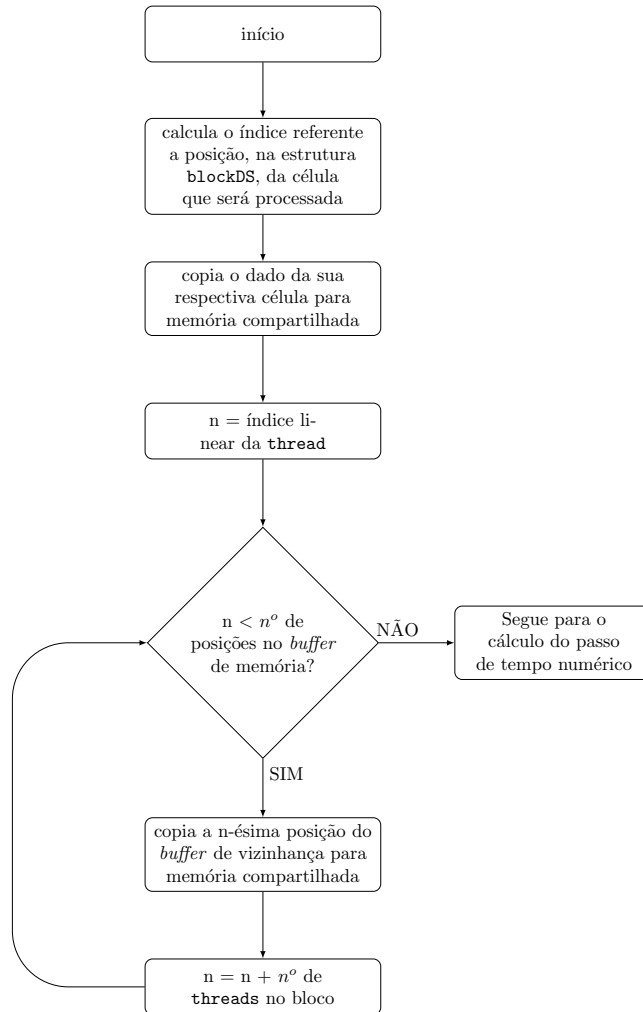 início
calcula o índice referente
a posição, na estrutura
blockDS, da célula
que será processada
copia o dado da sua
respectiva célula para
memória compartilhada
n = índice li-
near da thread
n < nº de
posições no buffer
de memória?
NÃO
Segue para o
cálculo do passo
de tempo numérico
SIM
copia a n-ésima posição do
buffer de vizinhança para
memória compartilhada
n = n + nº de
threads no bloco